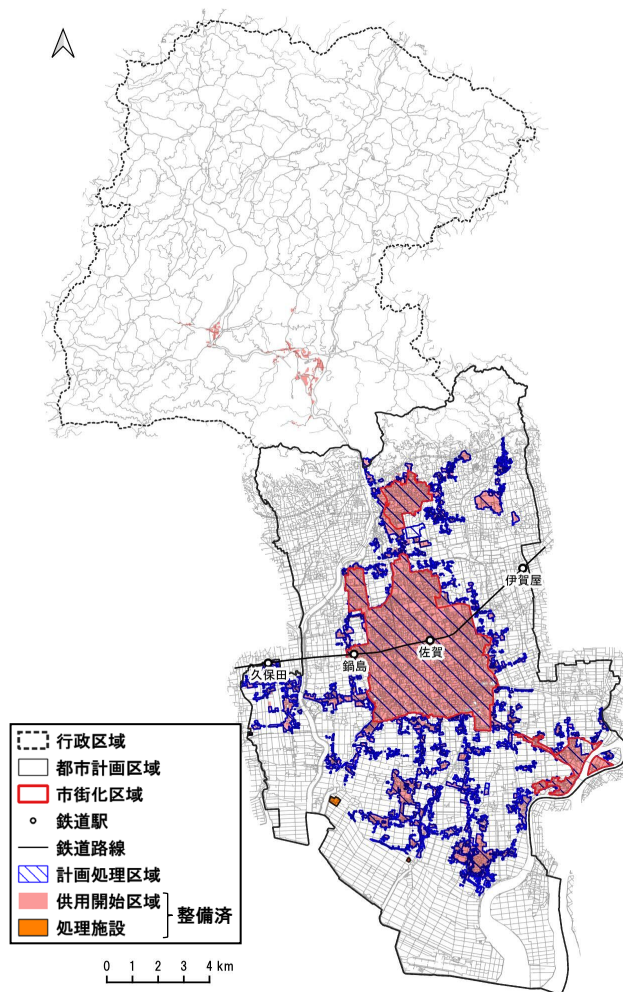 伊賀屋
佐賀
鍋島
久保田
行政区域
都市計画区域
市街化区域
鉄道駅
鉄道路線
計画処理区域
供用開始区域
処理施設
整備済
0 1 2 3 4 km